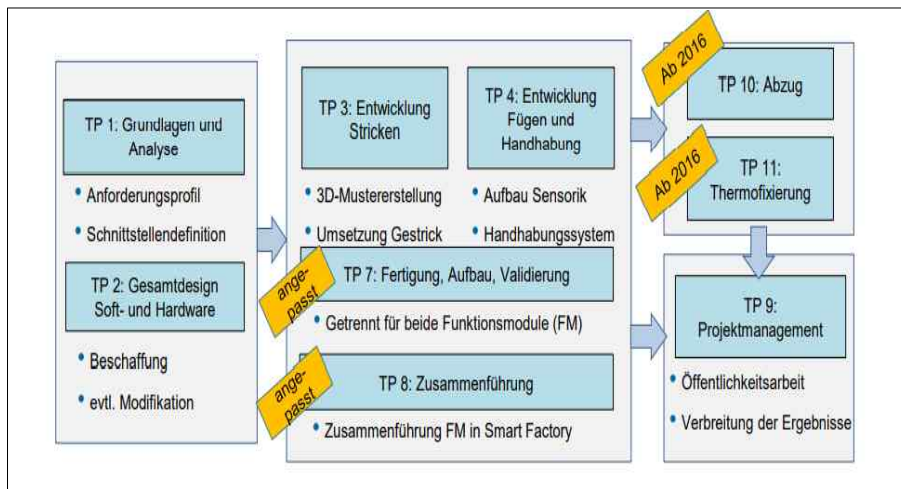 TP 1: Grundlagen und
Analyse
• Anforderungsprofil
• Schnittstellendefinition
TP 2: Gesamtdesign
Soft- und Hardware
• Beschaffung
• evtl. Modifikation
TP 3: Entwicklung
Stricken
• 3D-Mustererstellung
• Umsetzung Gestrick
TP 4: Entwicklung
Fügen und
Handhabung
• Aufbau Sensorik
• Handhabungssystem
ange-
passt
TP 7: Fertigung, Aufbau, Validierung
• Getrennt für beide Funktionsmodule (FM)
ange-
passt
TP 8: Zusammenführung
• Zusammenführung FM in Smart Factory
Ab 2016
TP 10: Abzug
Ab 2016
TP 11:
Thermofixierung
TP 9:
Projektmanagement
• Öffentlichkeitsarbeit
• Verbreitung der Ergebnisse